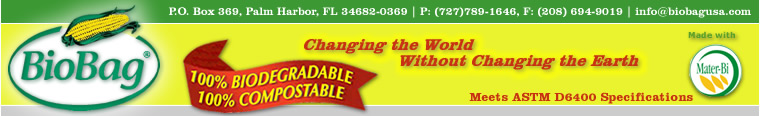 P.O. Box 369, Palm Harbor, FL 34682-0369 | P: (727)789-1646, F: (208) 694-9019 | info@biobagusa.com
BioBag®
Changing the World
Without Changing the Earth
100% BIODEGRADABLE
100% COMPOSTABLE
Made with
Mater-Bi
Meets ASTM D6400 Specifications